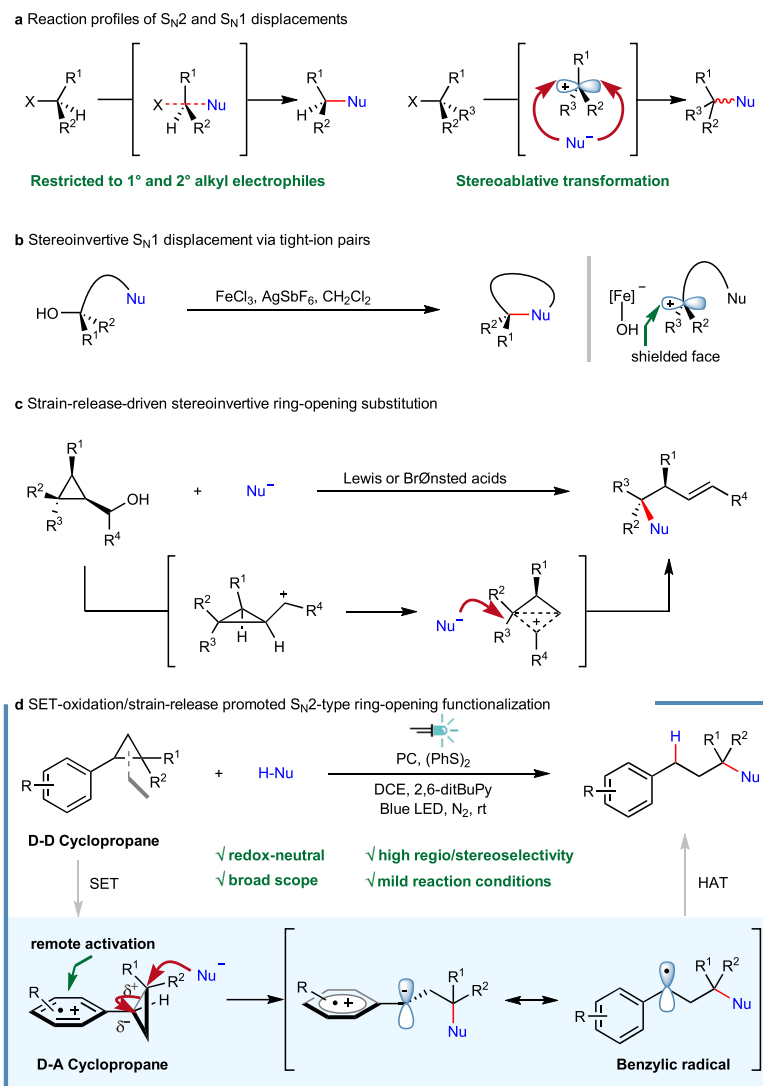 a Reaction profiles of SN2 and SN1 displacements
X R1 H R2
X R1 Nu H R2
R1 H R2 Nu
X R1 R3 R2
R1 + R3 R2 Nu−
R1 R3 R2 Nu
Restricted to 1° and 2° alkyl electrophiles
Stereoablative transformation
b Stereoinvertive SN1 displacement via tight-ion pairs
HO Nu R2 R1
FeCl3, AgSbF6, CH2Cl2
R2 R1 Nu
[Fe]− OH + R3 R2 Nu
shielded face
c Strain-release-driven stereoinvertive ring-opening substitution
R1 R2 R3 OH R4
+
Nu−
Lewis or BrØnsted acids
R1 R3 R2 Nu R4
R1 R2 R3 H H + R4
Nu−
R1 R2 R3 + R4
d SET-oxidation/strain-release promoted SN2-type ring-opening functionalization
R R1 R2
+
H-Nu
PC, (PhS)2
DCE, 2,6-ditBuPy
Blue LED, N2, rt
R H R1 R2 Nu
D-D Cyclopropane
√ redox-neutral
√ high regio/stereoselectivity
√ broad scope
√ mild reaction conditions
SET
HAT
remote activation
R • + R1 R2 δ+ H δ−
Nu−
R • + − R1 R2 Nu
R • R1 R2 Nu
D-A Cyclopropane
Benzylic radical